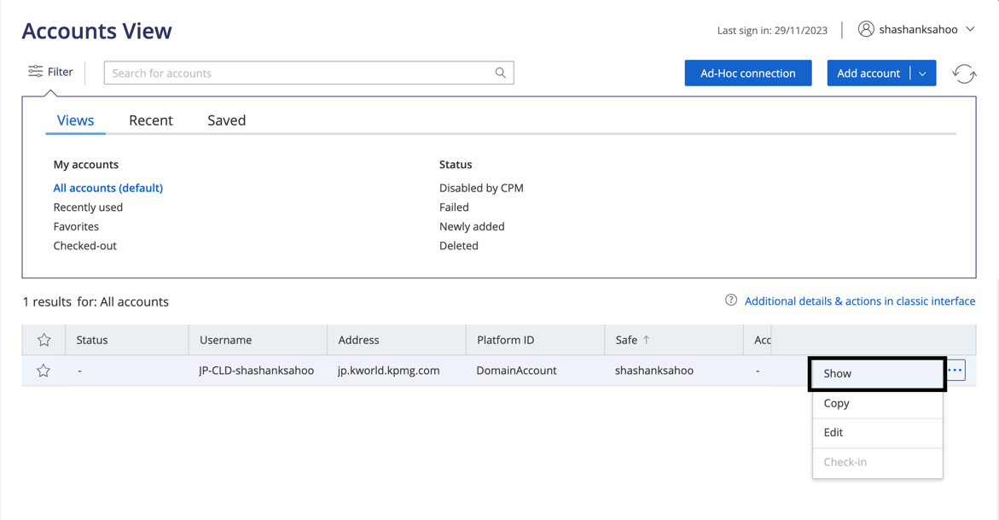 Accounts View
Last sign in: 29/11/2023
shashanksahoo
Filter
Search for accounts
Ad-Hoc connection
Add account
Views Recent Saved
My accounts Status
All accounts (default) Disabled by CPM
Recently used Failed
Favorites Newly added
Checked-out Deleted
1 results for: All accounts
? Additional details & actions in classic interface
Status Username Address Platform ID Safe ↑ Acc
- JP-CLD-shashanksahoo jp.kworld.kpmg.com DomainAccount shashanksahoo -
Show
Copy
Edit
Check-in